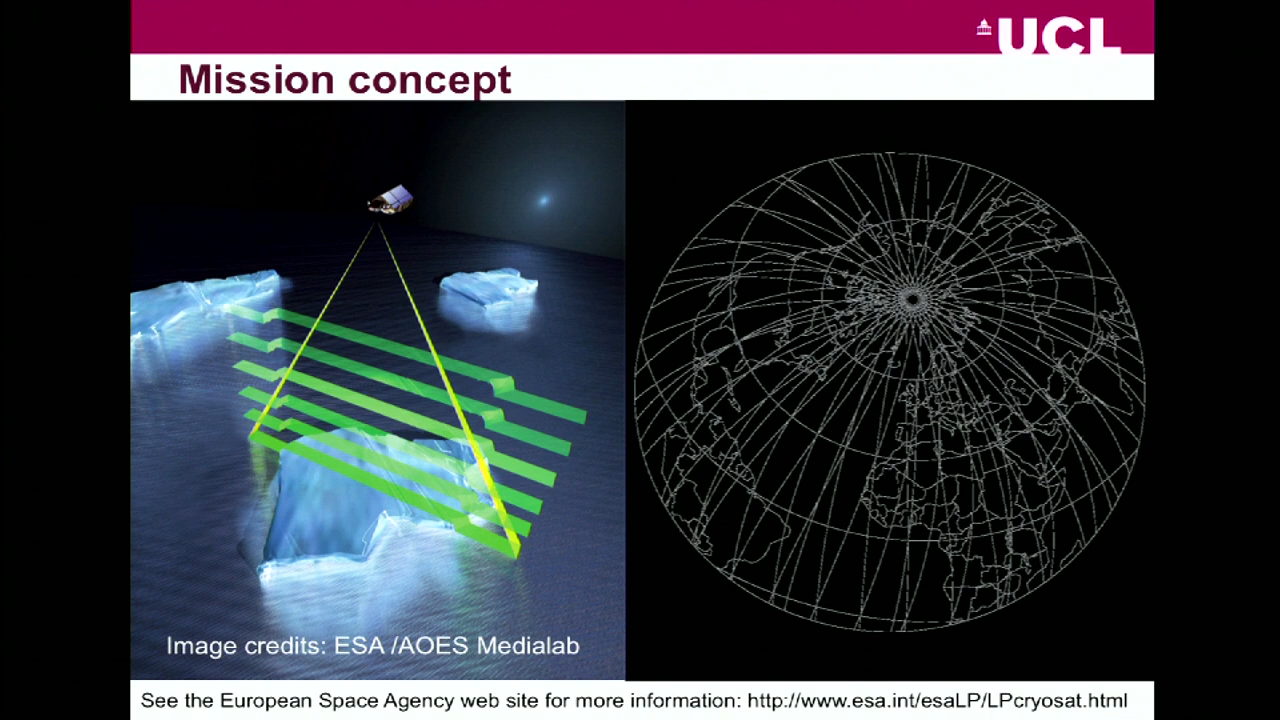 UCL
Mission concept
Image credits: ESA /AOES Medialab
See the European Space Agency web site for more information: http://www.esa.int/esaLP/LPcryosat.html